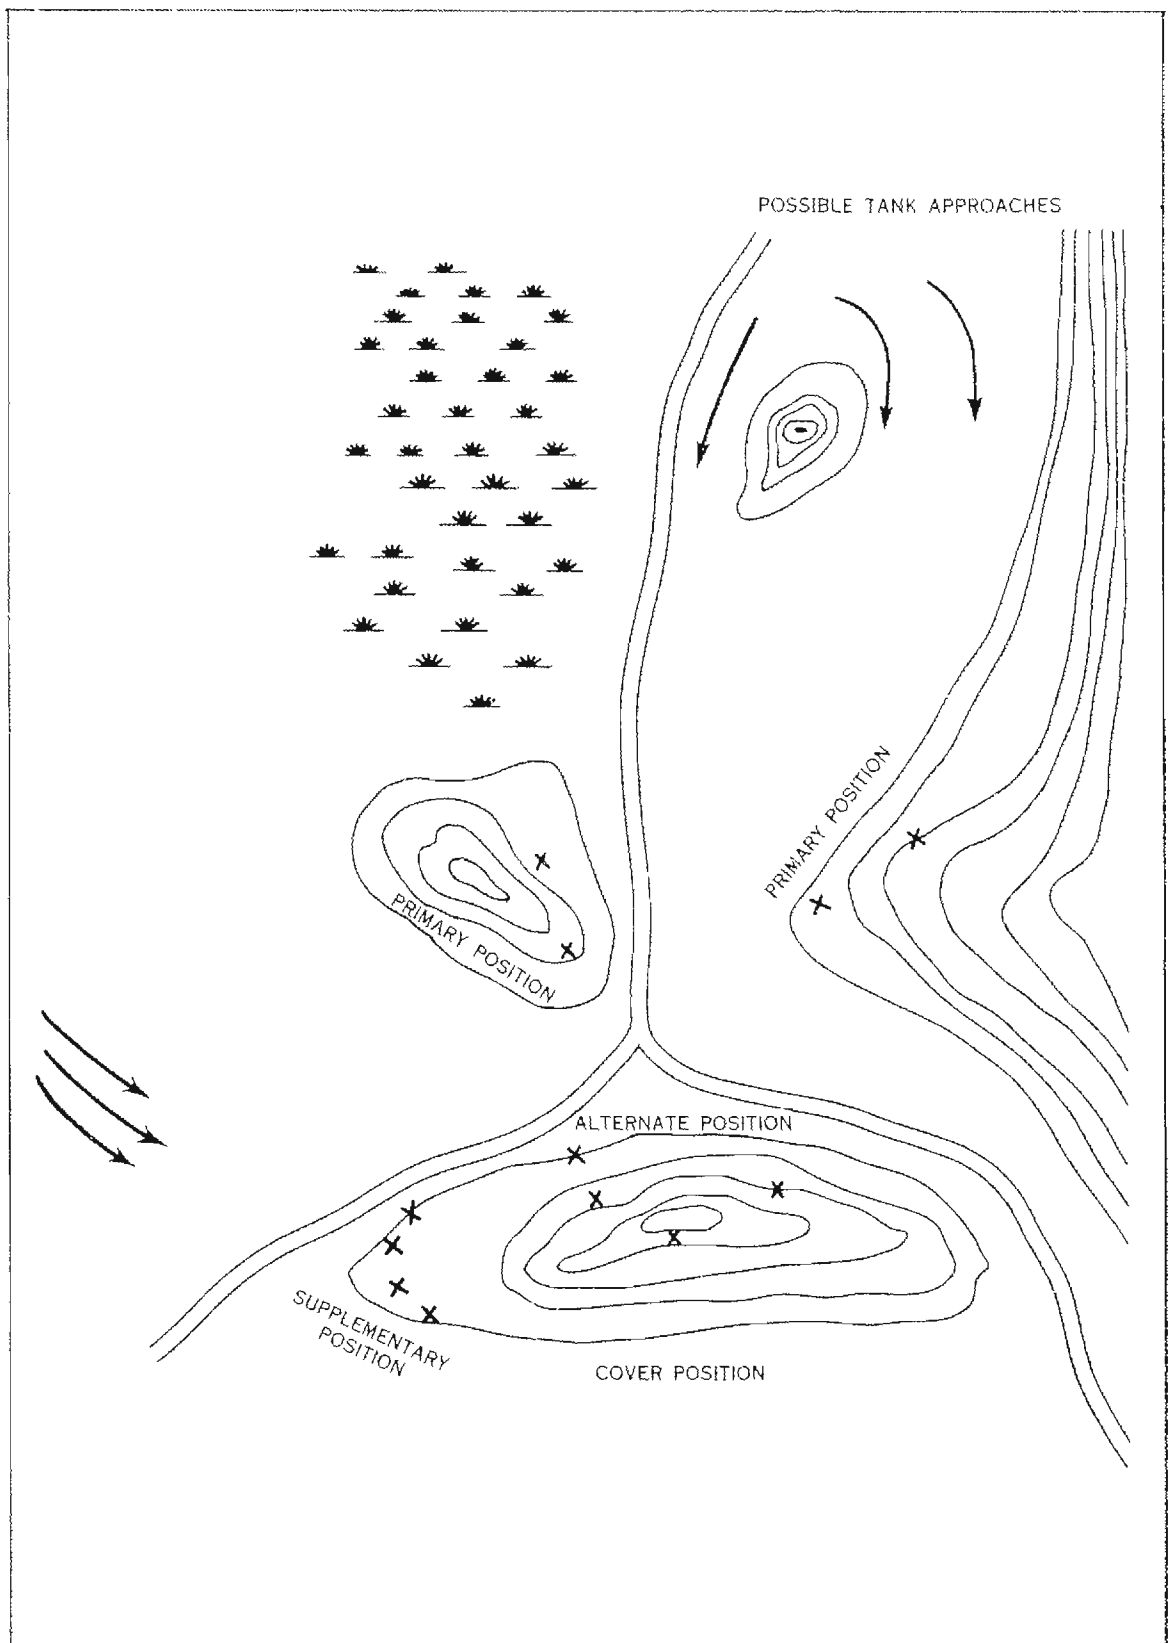 POSSIBLE TANK APPROACHES
PRIMARY POSITION
PRIMARY POSITION
ALTERNATE POSITION
SUPPLEMENTARY
POSITION
COVER POSITION